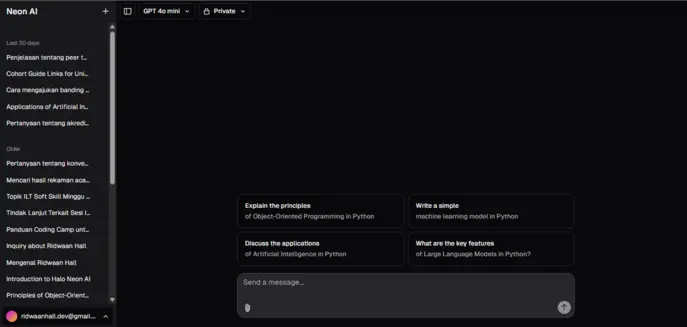 Neon AI
Last 30 days
Penjelasan tentang peer t...
Cohort Guide Links for Uni...
Cara mengajukan banding ...
Applications of Artificial In...
Pertanyaan tentang akredi...
Older
Pertanyaan tentang konve...
Mencari hasil rekaman aca...
Topik ILT Soft Skill Minggu ...
Tindak Lanjut Terkait Sesi I...
Panduan Coding Camp unt...
Inquiry about Ridwaan Hall
Mengenal Ridwaan Hall
Introduction to Halo Neon AI
Principles of Object-Orient...
ridwaanhall.dev@gmail....
GPT 4o mini
Private
Explain the principles
of Object-Oriented Programming in Python
Write a simple
machine learning model in Python
Discuss the applications
of Artificial Intelligence in Python
What are the key features
of Large Language Models in Python?
Send a message...